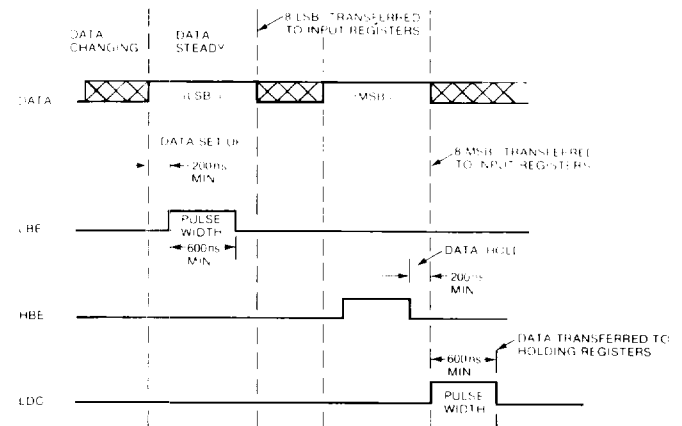 DATA
CHANGING
DATA
STEADY
8 LSB TRANSFERRED
TO INPUT REGISTERS
DATA
(LSB)
(MSB)
DATA SET UP
200ns
MIN
8 MSB TRANSFERRED
TO INPUT REGISTERS
LBE
PULSE
WIDTH
600ns
MIN
DATA HOLD
200ns
MIN
HBE
DATA TRANSFERRED TO
HOLDING REGISTERS
600ns
MIN
LDC
PULSE
WIDTH